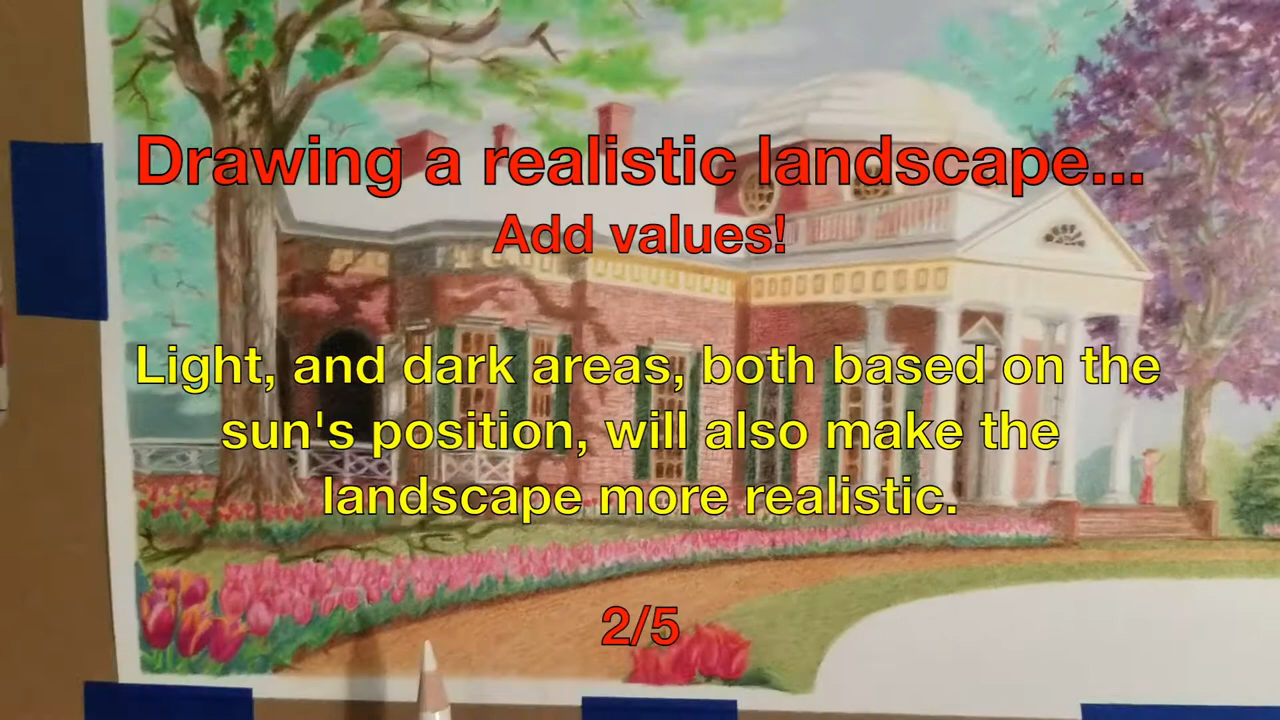 Drawing a realistic landscape...
Add values!
Light, and dark areas, both based on the
sun's position, will also make the
landscape more realistic.
2/5